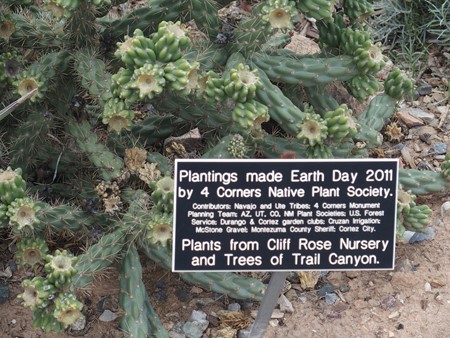 Plantings made Earth Day 2011
by 4 Corners Native Plant Society.
Contributors: Navajo and Ute Tribes; 4 Corners Monument
Planning Team; AZ, UT, CO, NM Plant Societies; U.S. Forest
Service; Durango & Cortez garden clubs; Cruzan Irrigation;
McStone Gravel; Montezuma County Sheriff; Cortez City.
Plants from Cliff Rose Nursery
and Trees of Trail Canyon.